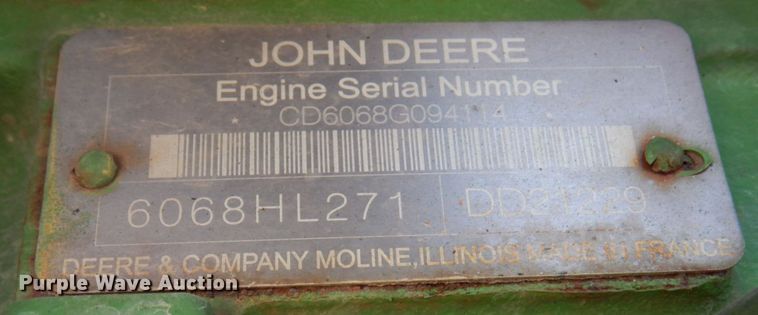 JOHN DEERE
Engine Serial Number
CD6068G094114
6068HL271 DD21229
DEERE & COMPANY MOLINE, ILLINOIS MADE IN FRANCE
Purple Wave Auction